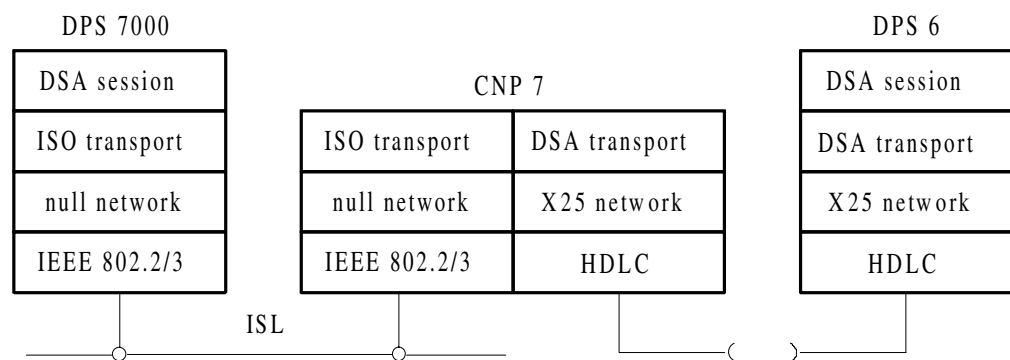 DPS 7000
DPS 6
DSA session
CNP 7
DSA session
ISO transport
ISO transport
DSA transport
DSA transport
null network
null network
X25 network
X25 network
IEEE 802.2/3
IEEE 802.2/3
HDLC
HDLC
ISL